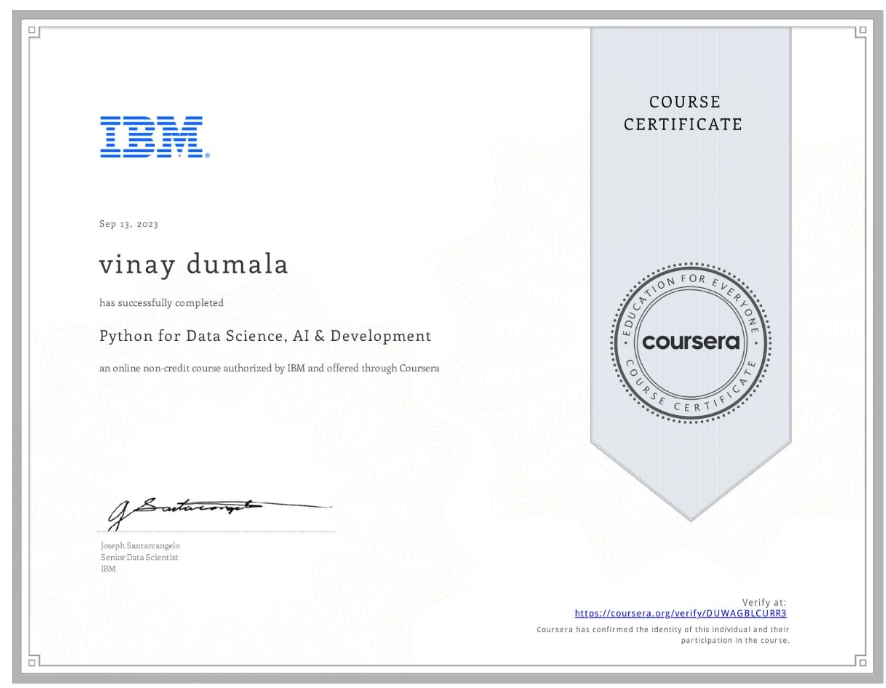 COURSE
CERTIFICATE
IBM®
Sep 13, 2023
vinay dumala
has successfully completed
Python for Data Science, AI & Development
an online non-credit course authorized by IBM and offered through Coursera
EDUCATION FOR EVERYONE
coursera
COURSE CERTIFICATE
Joseph Santarcangelo
Senior Data Scientist
IBM
Verify at:
https://coursera.org/verify/DUWAGBLCURR3
Coursera has confirmed the identity of this individual and their
participation in the course.